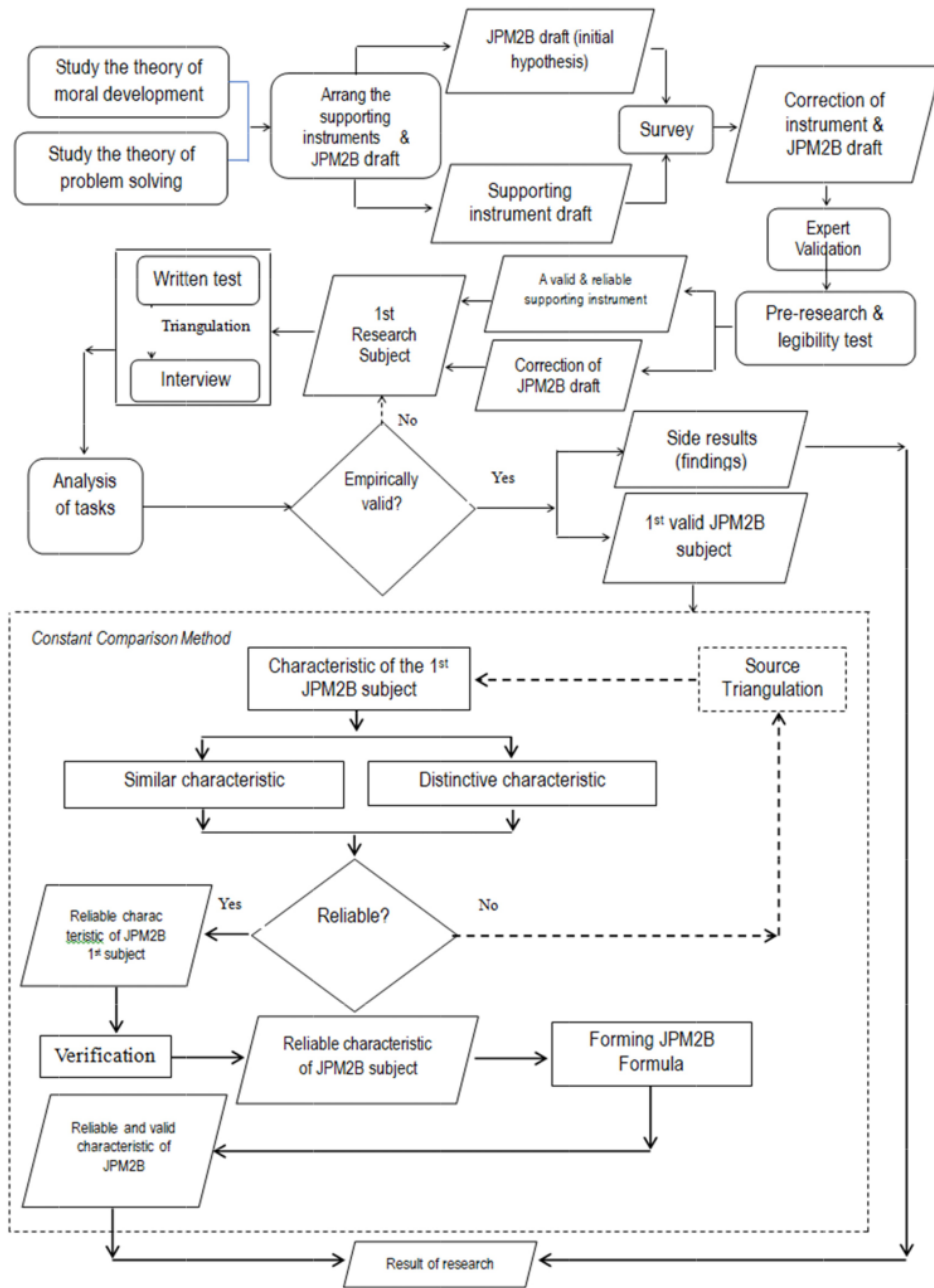 Study the theory of
moral development
Study the theory of
problem solving
Arrang the
supporting
instruments &
JPM2B draft
JPM2B draft (initial
hypothesis)
Supporting
instrument draft
Survey
Correction of
instrument &
JPM2B draft
Expert
Validation
Pre-research &
legibility test
A valid & reliable
supporting instrument
Correction of
JPM2B draft
1st
Research
Subject
Written test
Triangulation
Interview
Analysis
of tasks
No
Empirically
valid?
Yes
Side results
(findings)
1st valid JPM2B
subject
Constant Comparison Method
Characteristic of the 1st
JPM2B subject
Source
Triangulation
Similar characteristic
Distinctive characteristic
Reliable?
Yes
No
Reliable charac
teristic of JPM2B
1st subject
Verification
Reliable characteristic
of JPM2B subject
Forming JPM2B
Formula
Reliable and valid
characteristic of
JPM2B
Result of research